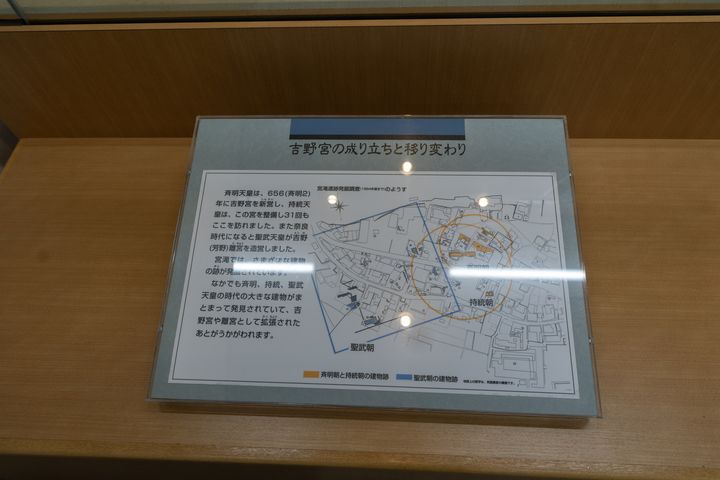 吉野宮の成り立ちと移り変わり
斉明天皇は、656(斉明2)
年に吉野宮を新営し、持統天
皇は、この宮を整備し31回も
ここを訪れました。また奈良
時代になると聖武天皇が吉野
(芳野)離宮を造営しました。
宮滝では、さまざまな建物
の跡が発見されています。
なかでも斉明、持統、聖武
天皇の時代の大きな建物がま
とまって発見されていて、吉
野宮や離宮として拡張された
あとがうかがわれます。
宮滝遺跡発掘調査のようす
斉明朝
持統朝
聖武朝
斉明朝と持統朝の建物跡
聖武朝の建物跡